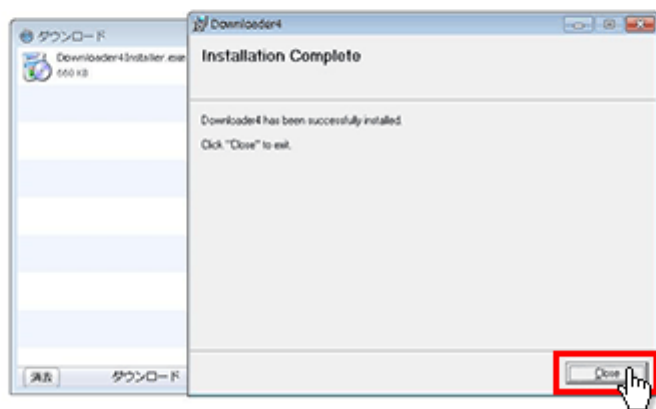 ダウンロード
Downloader4Installer.exe
660 KB
消去
ダウンロード
Downloader4
Installation Complete
Downloader4 has been successfully installed.
Click "Close" to exit.
Close